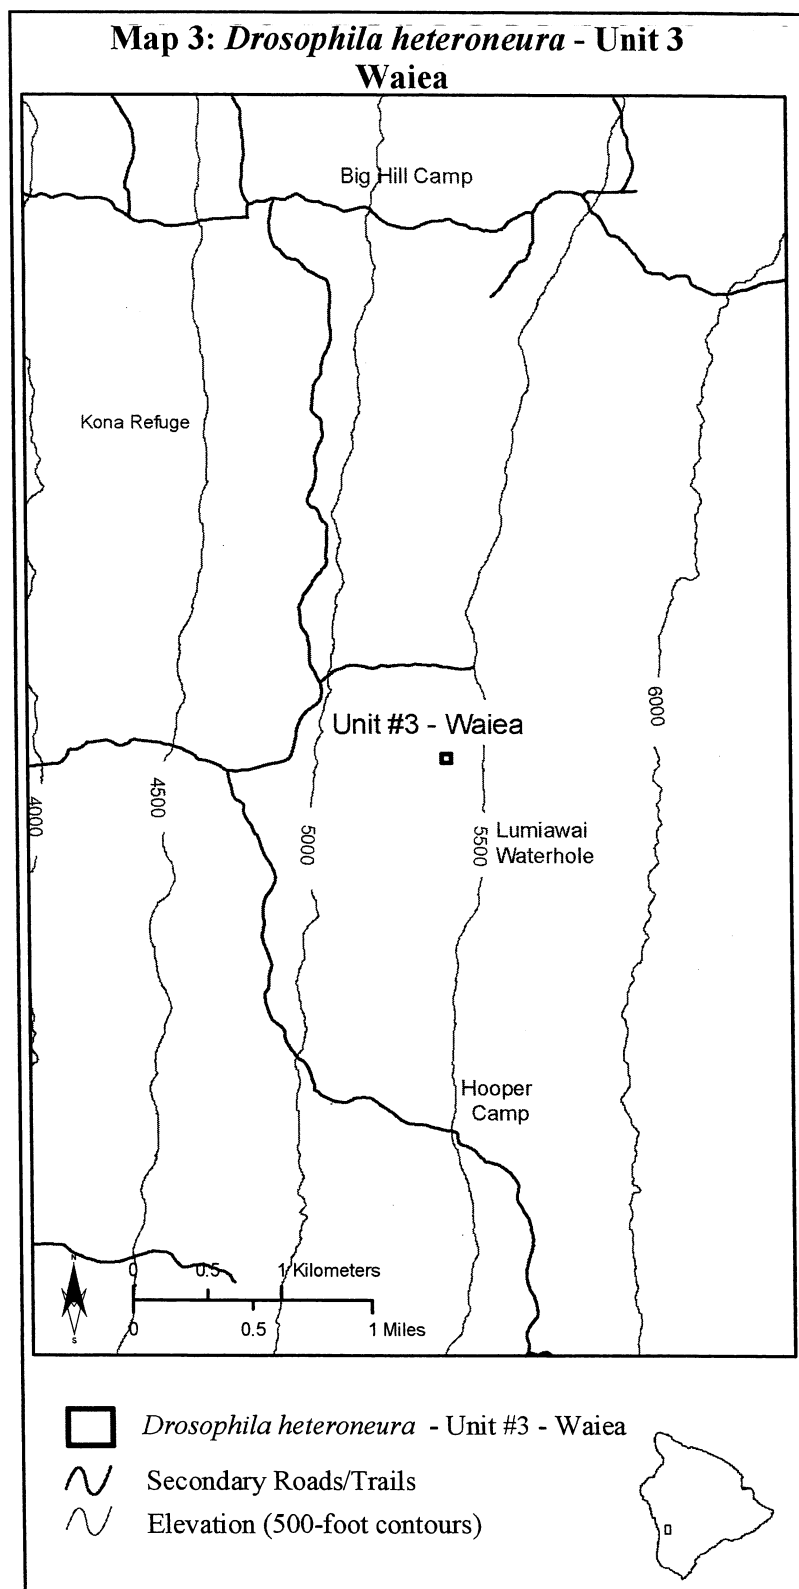 Map 3: Drosophila heteroneura - Unit 3
Waiea
Big Hill Camp
Kona Refuge
6000
Unit #3 - Waiea
4500
4000
5000
5500
Lumiawai
Waterhole
Hooper
Camp
N
S
0 0.5 1 Kilometers
0 0.5 1 Miles
Drosophila heteroneura - Unit #3 - Waiea
Secondary Roads/Trails
Elevation (500-foot contours)